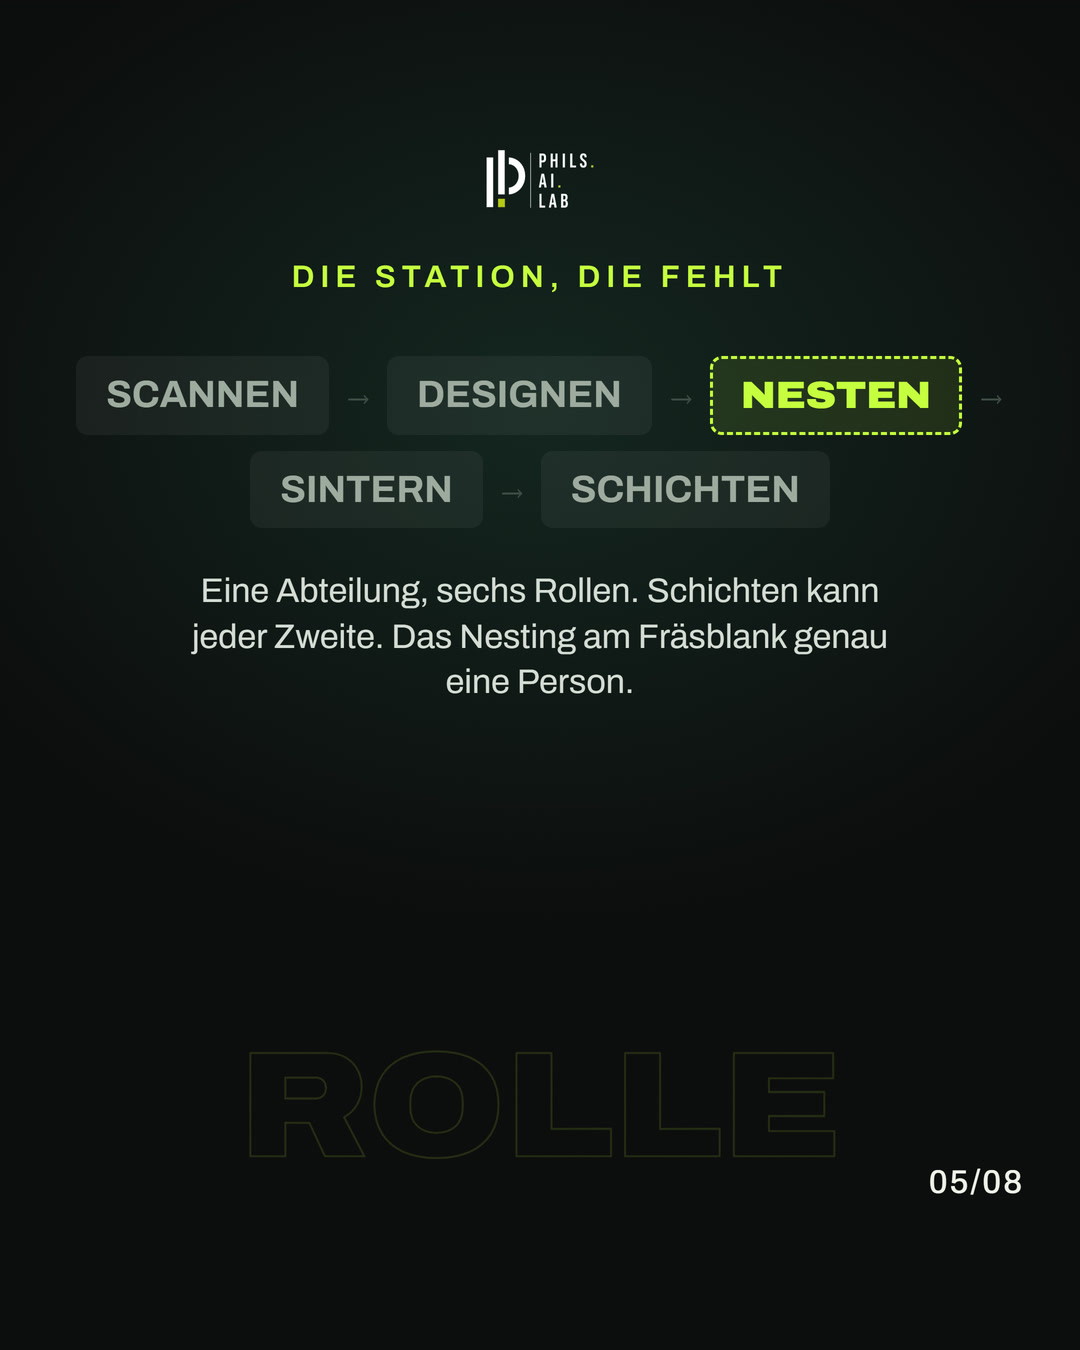 PHILS.
AI.
LAB
DIE STATION, DIE FEHLT
SCANNEN → DESIGNEN → NESTEN →
SINTERN → SCHICHTEN
Eine Abteilung, sechs Rollen. Schichten kann
jeder Zweite. Das Nesting am Fräsblank genau
eine Person.
ROLLE
05/08